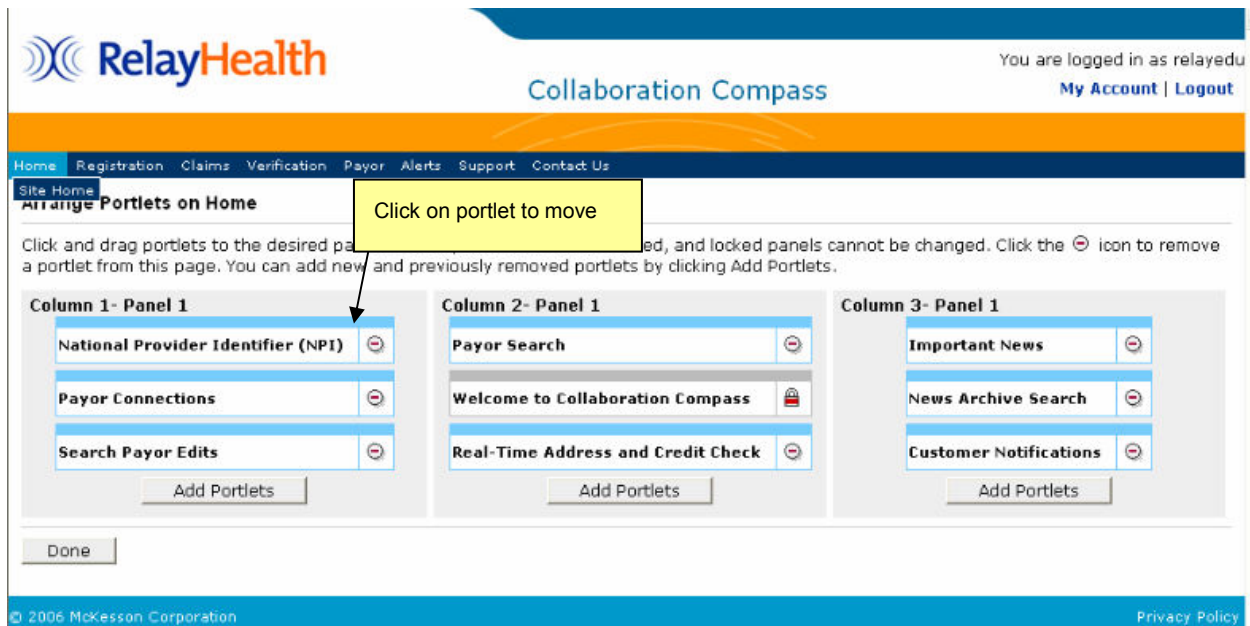 RelayHealth
Collaboration Compass
You are logged in as relayedu
My Account | Logout
Home Registration Claims Verification Payor Alerts Support Contact Us
Site Home
Arrange Portlets on Home
Click on portlet to move
Click and drag portlets to the desired pa ed, and locked panels cannot be changed. Click the icon to remove
a portlet from this page. You can add new and previously removed portlets by clicking Add Portlets.
Column 1- Panel 1
National Provider Identifier (NPI)
Payor Connections
Search Payor Edits
Add Portlets
Column 2- Panel 1
Payor Search
Welcome to Collaboration Compass
Real-Time Address and Credit Check
Add Portlets
Column 3- Panel 1
Important News
News Archive Search
Customer Notifications
Add Portlets
Done
© 2006 McKesson Corporation
Privacy Policy